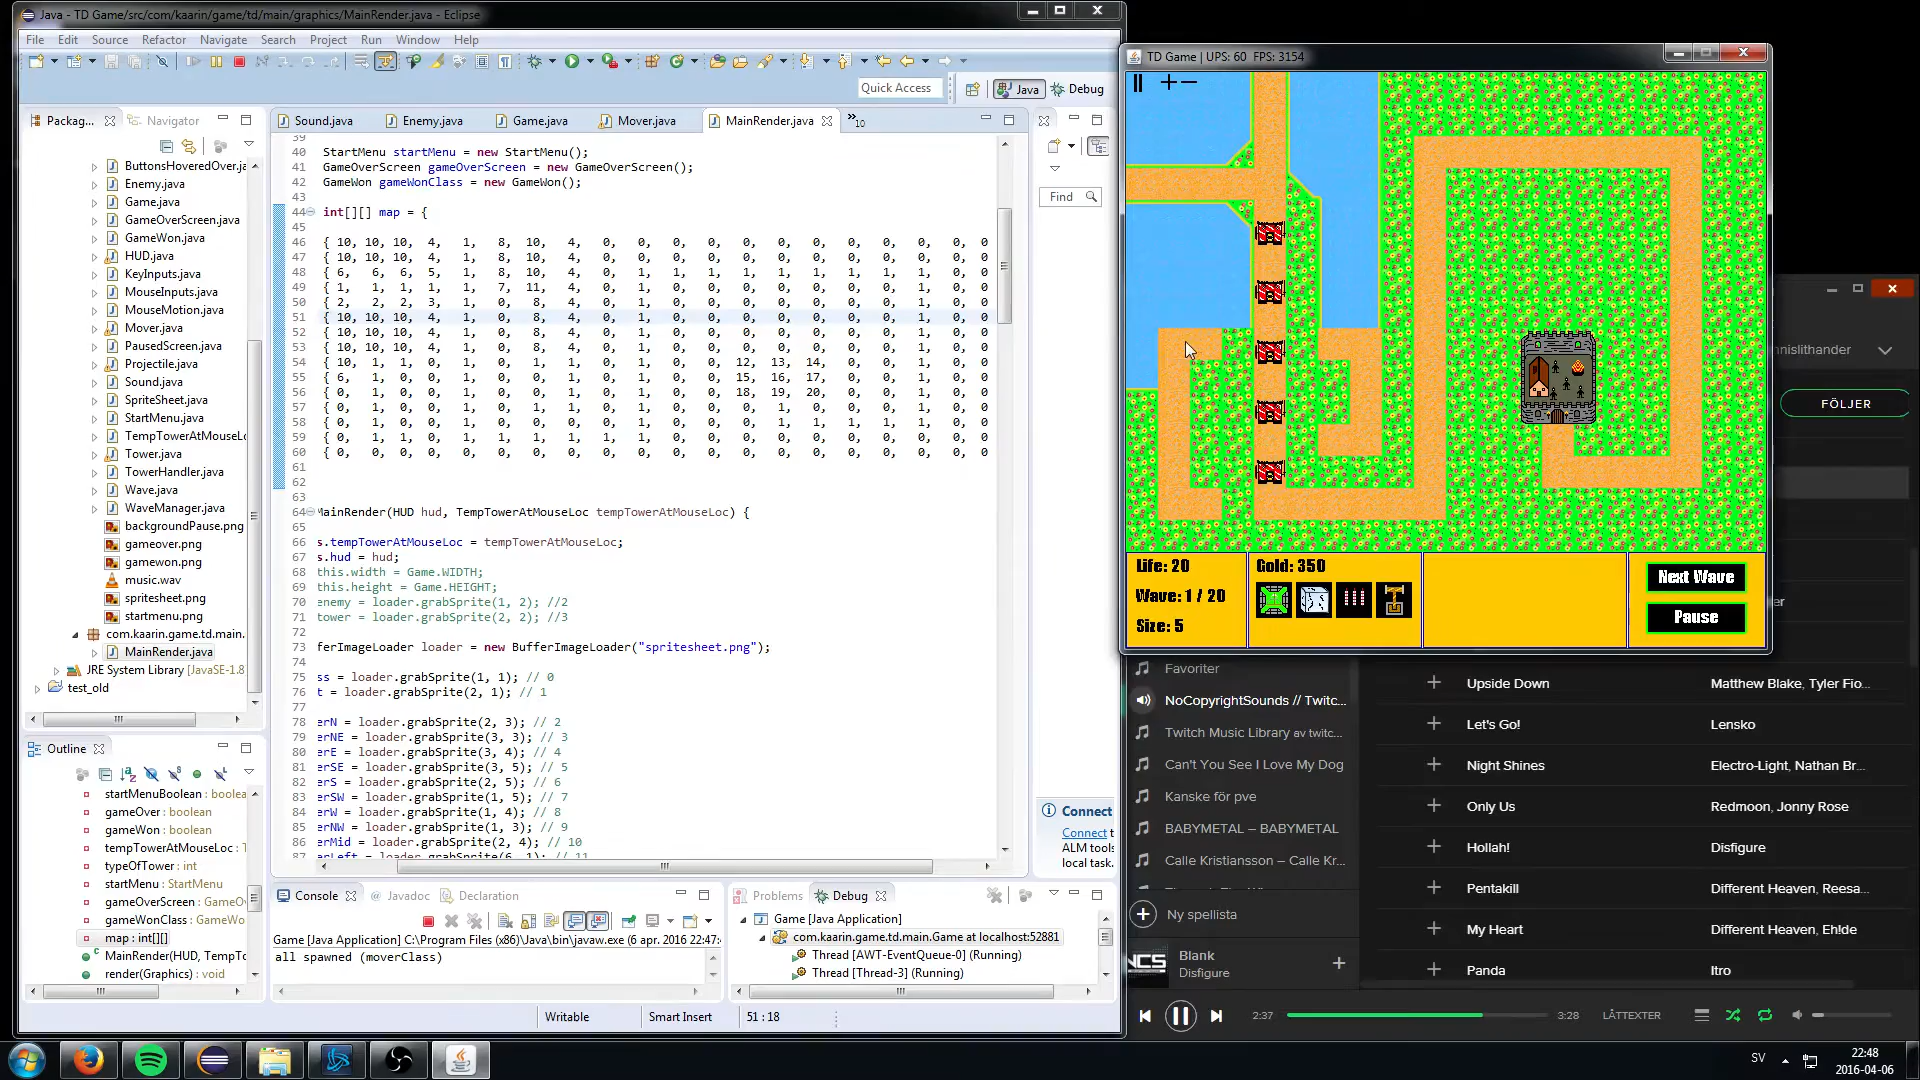 Java - TD Game/src/com/kaarin/game/td/main/graphics/MainRender.java - Eclipse
File Edit Source Refactor Navigate Search Project Run Window Help
Quick Access
Java
Debug
Packag...
Navigator
ButtonsHoveredOver.ja
Enemy.java
Game.java
GameOverScreen.java
GameWon.java
HUD.java
KeyInputs.java
MouseInputs.java
MouseMotion.java
Mover.java
PausedScreen.java
Projectile.java
Sound.java
SpriteSheet.java
StartMenu.java
TempTowerAtMouseLo
Tower.java
TowerHandler.java
Wave.java
WaveManager.java
backgroundPause.png
gameover.png
gamewon.png
music.wav
spritesheet.png
startmenu.png
com.kaarin.game.td.main.
MainRender.java
JRE System Library [JavaSE-1.8
test_old
Outline
startMenuBoolean : boolea
gameOver : boolean
gameWon : boolean
tempTowerAtMouseLoc : T
typeOfTower : int
startMenu : StartMenu
gameOverScreen : GameOv
gameWonClass : GameWo
map : int[][]
MainRender(HUD, TempTo
render(Graphics) : void
Sound.java Enemy.java Game.java Mover.java MainRender.java »10
39
40 StartMenu startMenu = new StartMenu();
41 GameOverScreen gameOverScreen = new GameOverScreen();
42 GameWon gameWonClass = new GameWon();
43
44 int[][] map = {
45
46 { 10, 10, 10, 4, 1, 8, 10, 4, 0, 0, 0, 0, 0, 0, 0, 0, 0, 0, 0
47 { 10, 10, 10, 4, 1, 8, 10, 4, 0, 0, 0, 0, 0, 0, 0, 0, 0, 0, 0
48 { 6, 6, 6, 5, 1, 8, 10, 4, 0, 1, 1, 1, 1, 1, 1, 1, 1, 0, 0
49 { 1, 1, 1, 1, 1, 7, 11, 4, 0, 1, 0, 0, 0, 0, 0, 0, 1, 0, 0
50 { 2, 2, 2, 3, 1, 0, 8, 4, 0, 1, 0, 0, 0, 0, 0, 0, 1, 0, 0
51 { 10, 10, 10, 4, 1, 0, 8, 4, 0, 1, 0, 0, 0, 0, 0, 0, 1, 0, 0
52 { 10, 10, 10, 4, 1, 0, 8, 4, 0, 1, 0, 0, 0, 0, 0, 0, 1, 0, 0
53 { 10, 10, 10, 4, 1, 0, 8, 4, 0, 1, 0, 0, 0, 0, 0, 0, 1, 0, 0
54 { 10, 1, 1, 0, 1, 0, 1, 1, 0, 1, 0, 0, 12, 13, 14, 0, 1, 0, 0
55 { 6, 1, 0, 0, 1, 0, 0, 1, 0, 1, 0, 0, 15, 16, 17, 0, 1, 0, 0
56 { 0, 1, 0, 0, 1, 0, 0, 1, 0, 1, 0, 0, 18, 19, 20, 0, 1, 0, 0
57 { 0, 1, 0, 0, 1, 0, 1, 1, 0, 1, 0, 0, 0, 1, 0, 0, 1, 0, 0
58 { 0, 1, 0, 0, 1, 0, 0, 0, 0, 1, 0, 0, 0, 1, 1, 1, 1, 0, 0
59 { 0, 1, 1, 0, 1, 1, 1, 1, 1, 1, 0, 0, 0, 0, 0, 0, 0, 0, 0
60 { 0, 0, 0, 0, 0, 0, 0, 0, 0, 0, 0, 0, 0, 0, 0, 0, 0, 0, 0
61
62
63
64 MainRender(HUD hud, TempTowerAtMouseLoc tempTowerAtMouseLoc) {
65
66 s.tempTowerAtMouseLoc = tempTowerAtMouseLoc;
67 s.hud = hud;
68 this.width = Game.WIDTH;
69 this.height = Game.HEIGHT;
70 enemy = loader.grabSprite(1, 2); //2
71 tower = loader.grabSprite(2, 2); //3
72
73 ferImageLoader loader = new BufferImageLoader("spritesheet.png");
74
75 ss = loader.grabSprite(1, 1); // 0
76 t = loader.grabSprite(2, 1); // 1
77
78 erN = loader.grabSprite(2, 3); // 2
79 erNE = loader.grabSprite(3, 3); // 3
80 erE = loader.grabSprite(3, 4); // 4
81 erSE = loader.grabSprite(3, 5); // 5
82 erS = loader.grabSprite(2, 5); // 6
83 erSW = loader.grabSprite(1, 5); // 7
84 erW = loader.grabSprite(1, 4); // 8
85 erNW = loader.grabSprite(1, 3); // 9
86 erMid = loader.grabSprite(2, 4); // 10
87 erLeft = loader.grabSprite(6, 1); // 11
Find
Connect
Connect t
ALM tools
local task.
Console Javadoc Declaration
Game [Java Application] C:\Program Files (x86)\Java\bin\javaw.exe (6 apr. 2016 22:47:
all spawned (moverClass)
Problems Debug
Game [Java Application]
com.kaarin.game.td.main.Game at localhost:52881
Thread [AWT-EventQueue-0] (Running)
Thread [Thread-3] (Running)
Writable Smart Insert 51 : 18
TD Game | UPS: 60 FPS: 3154
Life: 20
Wave: 1 / 20
Size: 5
Gold: 350
Next Wave
Pause
nnislithander
FÖLJER
er
Favoriter
NoCopyrightSounds // Twitc...
Twitch Music Library av twitc...
Can't You See I Love My Dog
Kanske för pve
BABYMETAL – BABYMETAL
Calle Kristiansson – Calle Kr...
Ny spellista
NCS
Blank
Disfigure
Upside Down Matthew Blake, Tyler Fio...
Let's Go! Lensko
Night Shines Electro-Light, Nathan Br...
Only Us Redmoon, Jonny Rose
Hollah! Disfigure
Pentakill Different Heaven, Reesa...
My Heart Different Heaven, Eh!de
Panda Itro
2:37 3:28 LÅTTEXTER
SV
22:48
2016-04-06